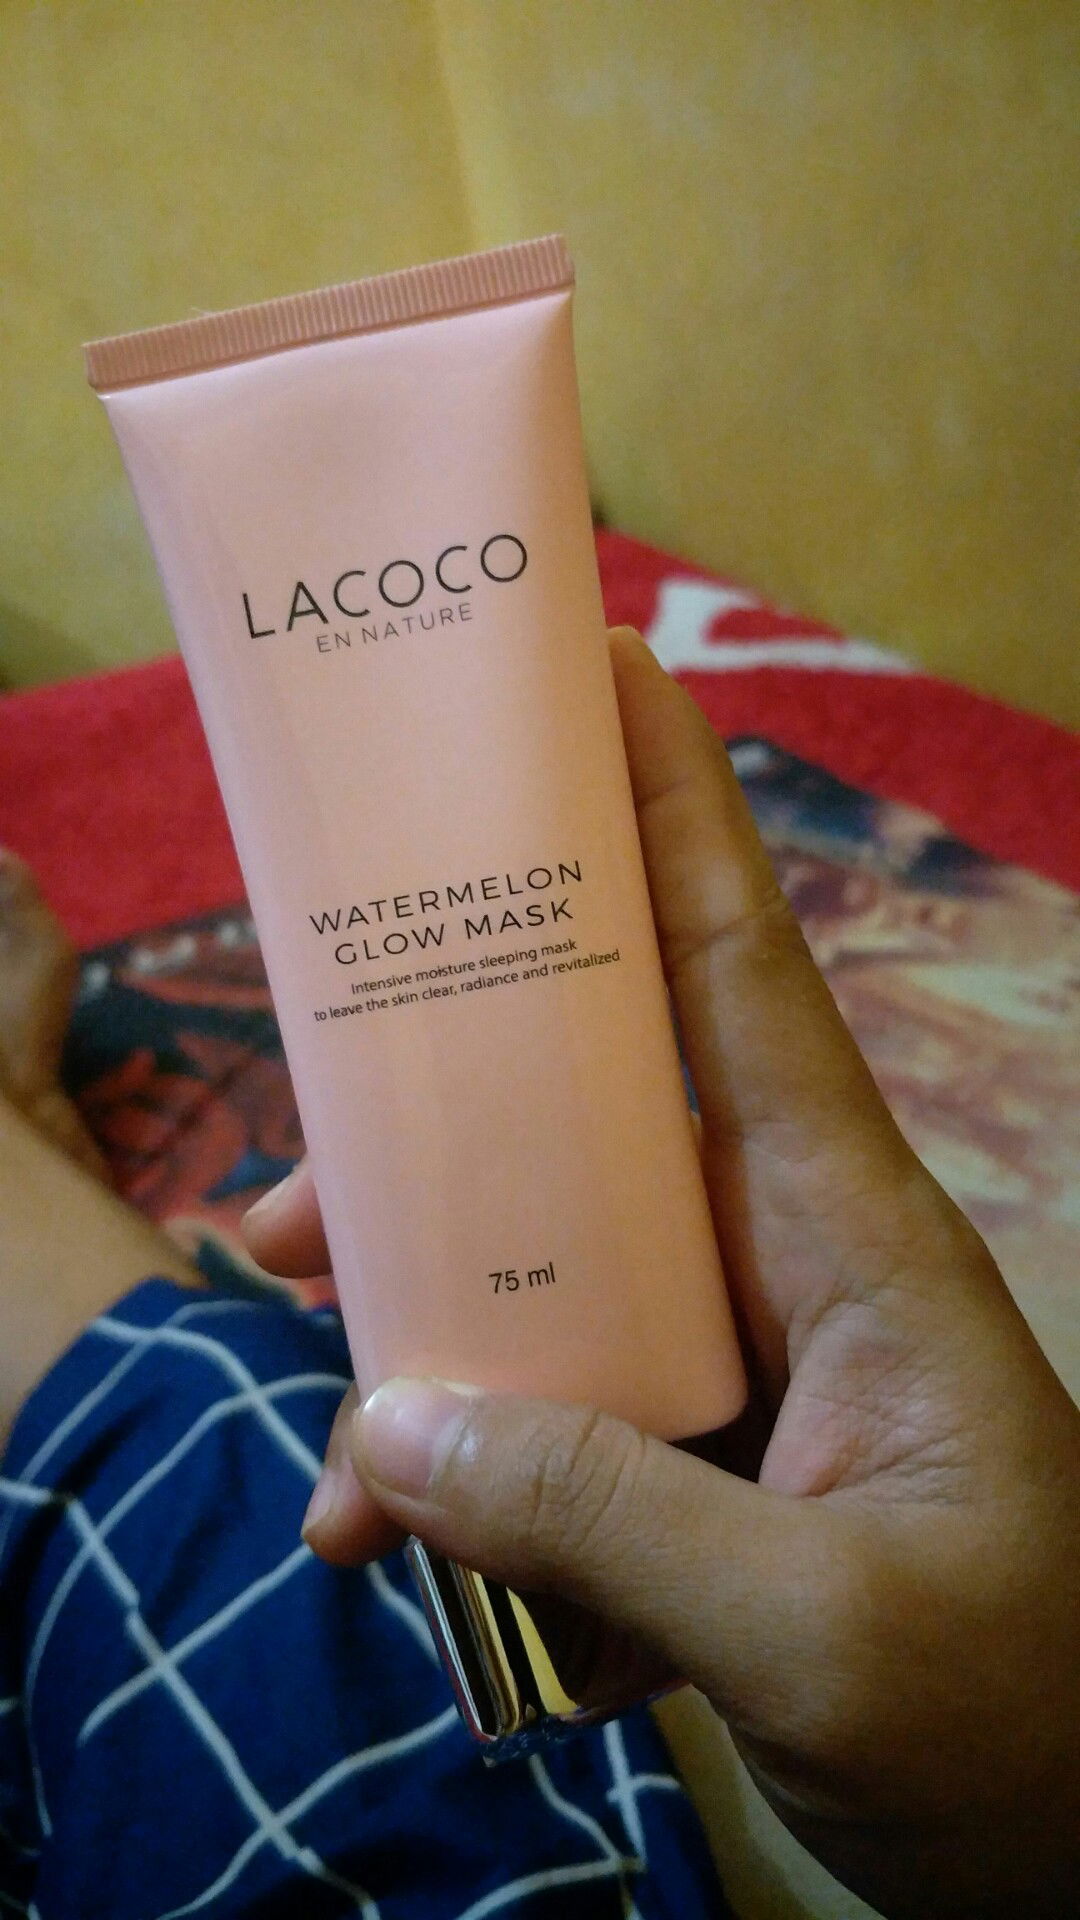 LACOCO
EN NATURE
WATERMELON
GLOW MASK
Intensive moisture sleeping mask
to leave the skin clear, radiance and revitalized
75 ml